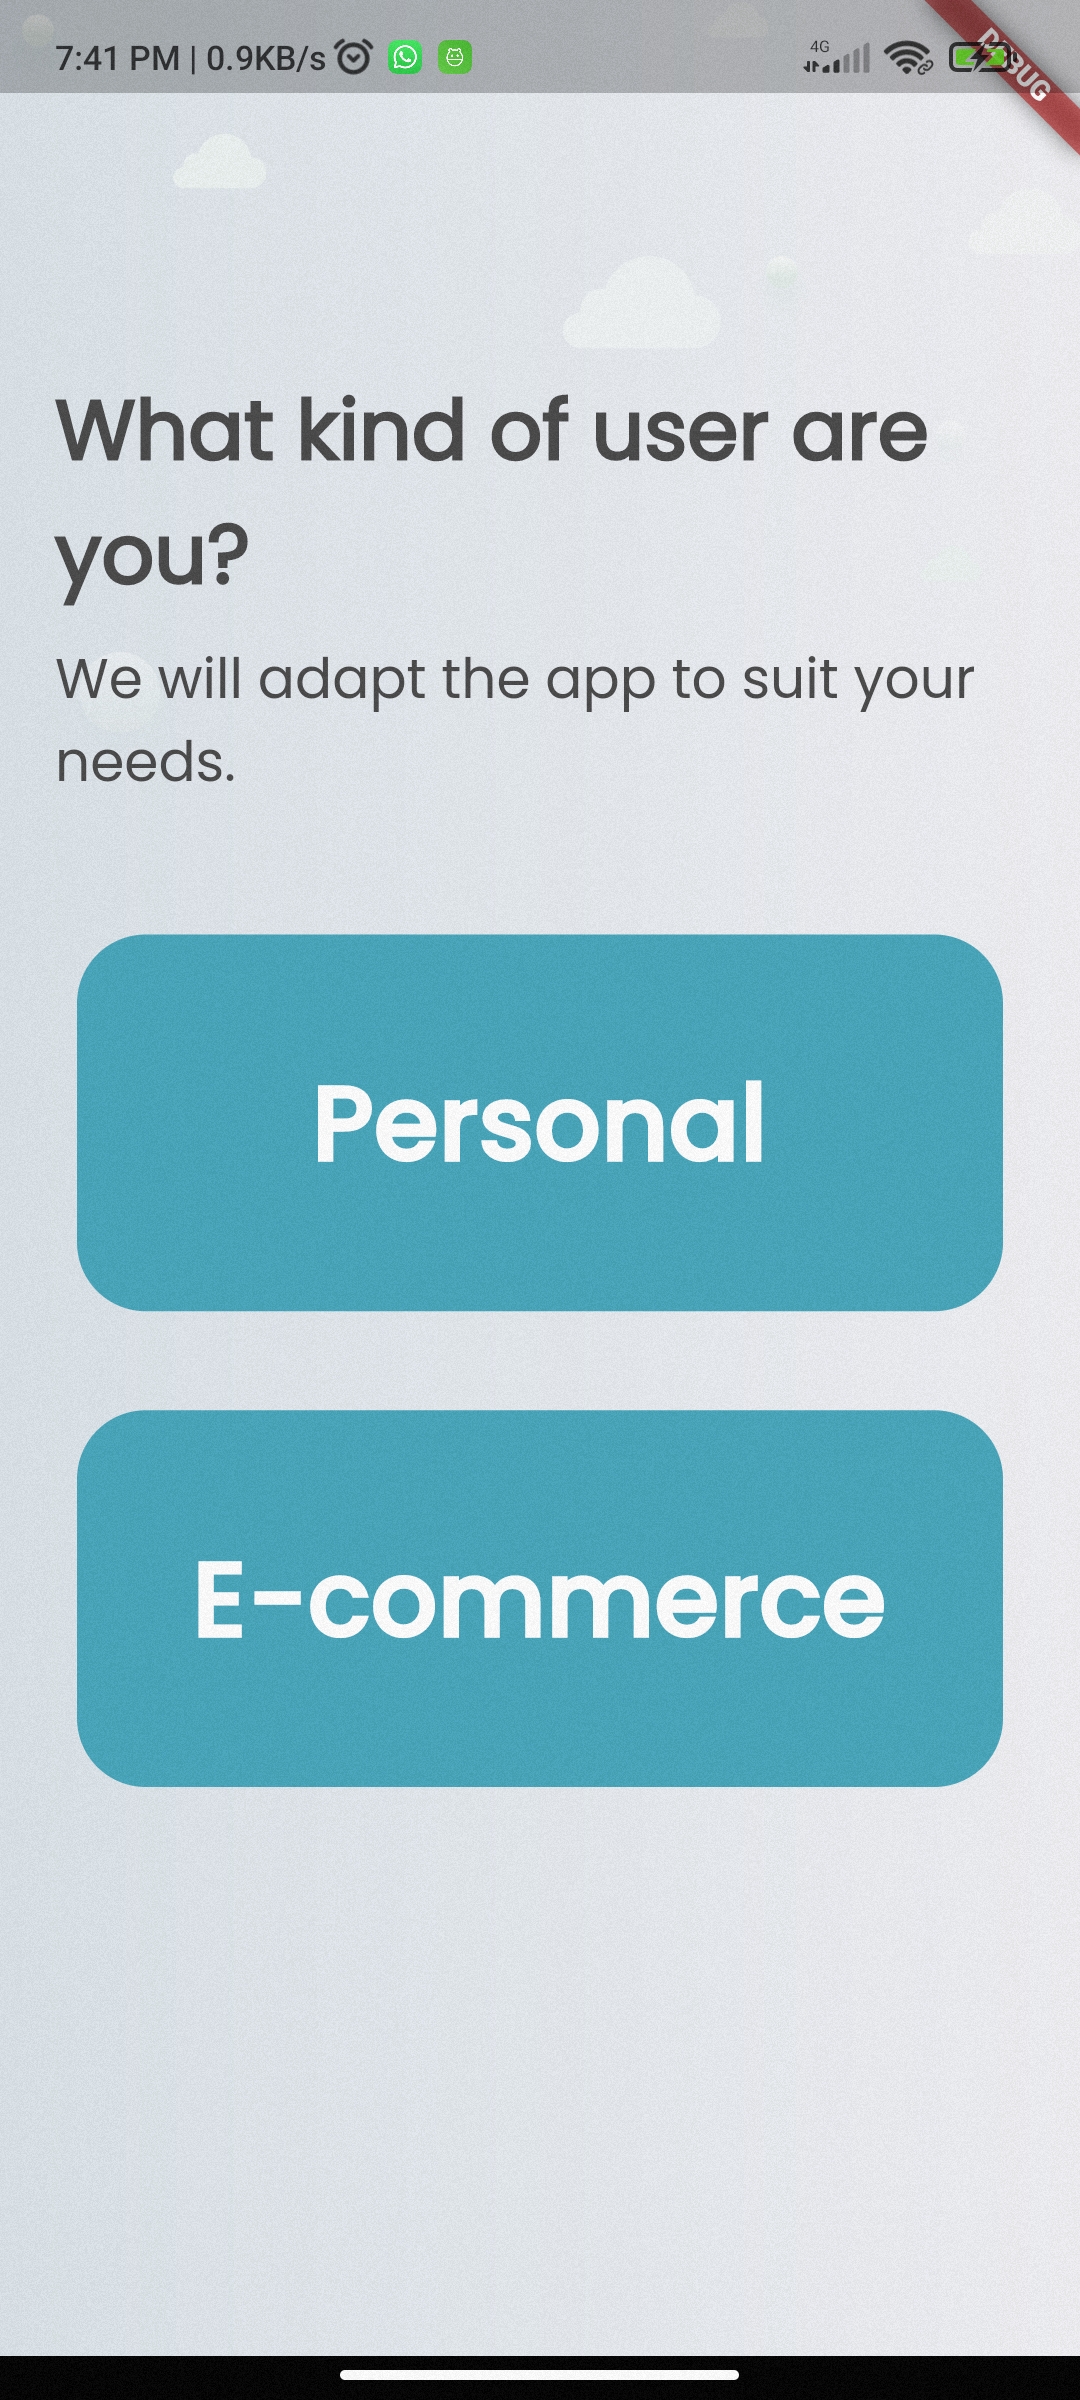 7:41 PM | 0.9KB/s
4G
DEBUG
What kind of user are
you?
We will adapt the app to suit your
needs.
Personal
E-commerce